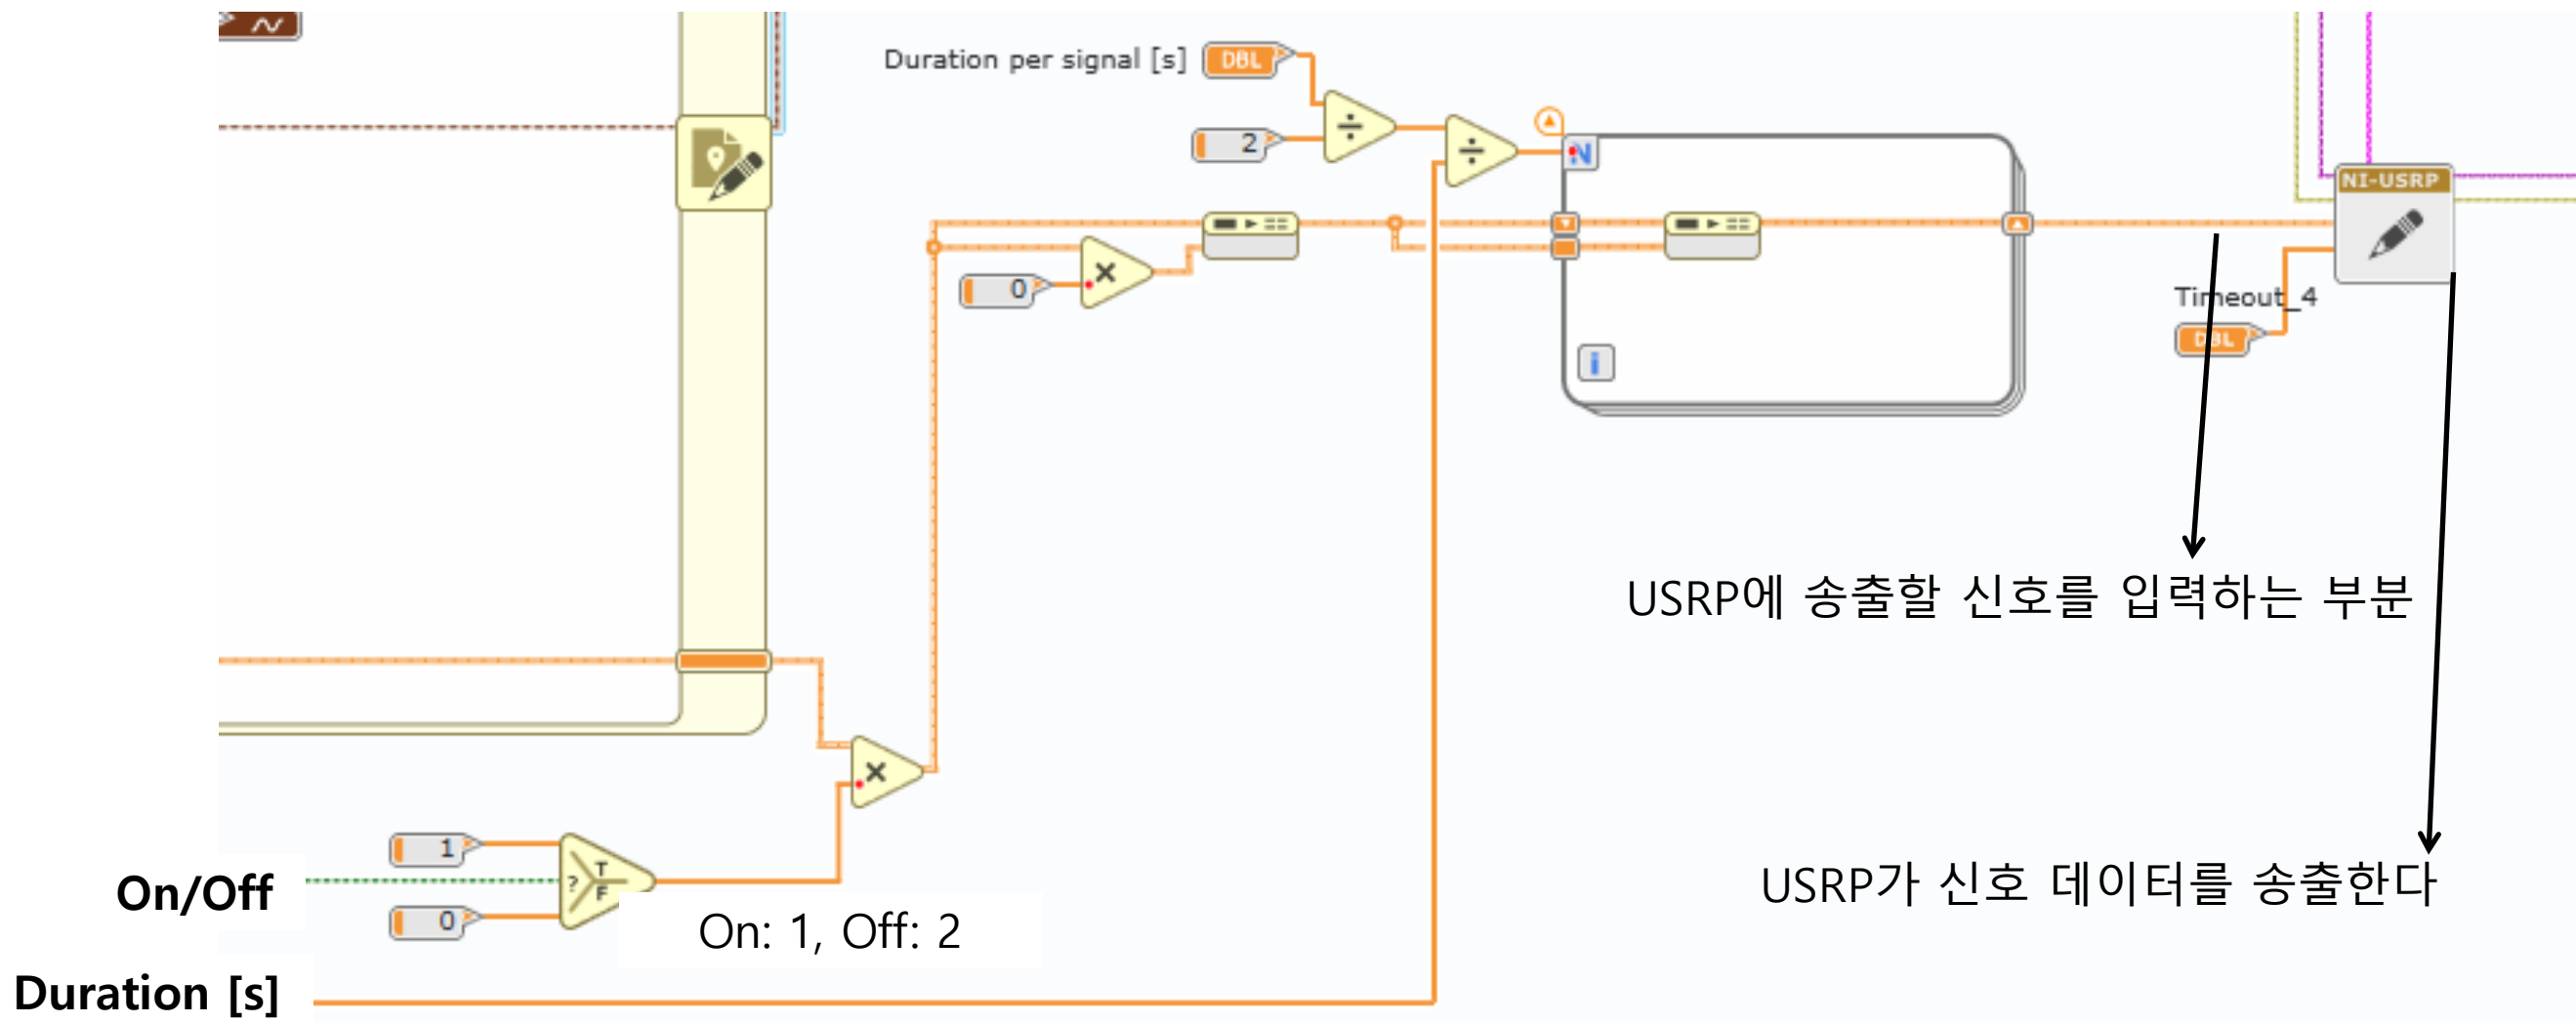 Duration per signal [s]
DBL
2
÷
÷
N
NI-USRP
0
×
Timeout_4
DBL
i
USRP에 송출할 신호를 입력하는 부분
×
1
On/Off
?
T
F
0
USRP가 신호 데이터를 송출한다
On: 1, Off: 2
Duration [s]